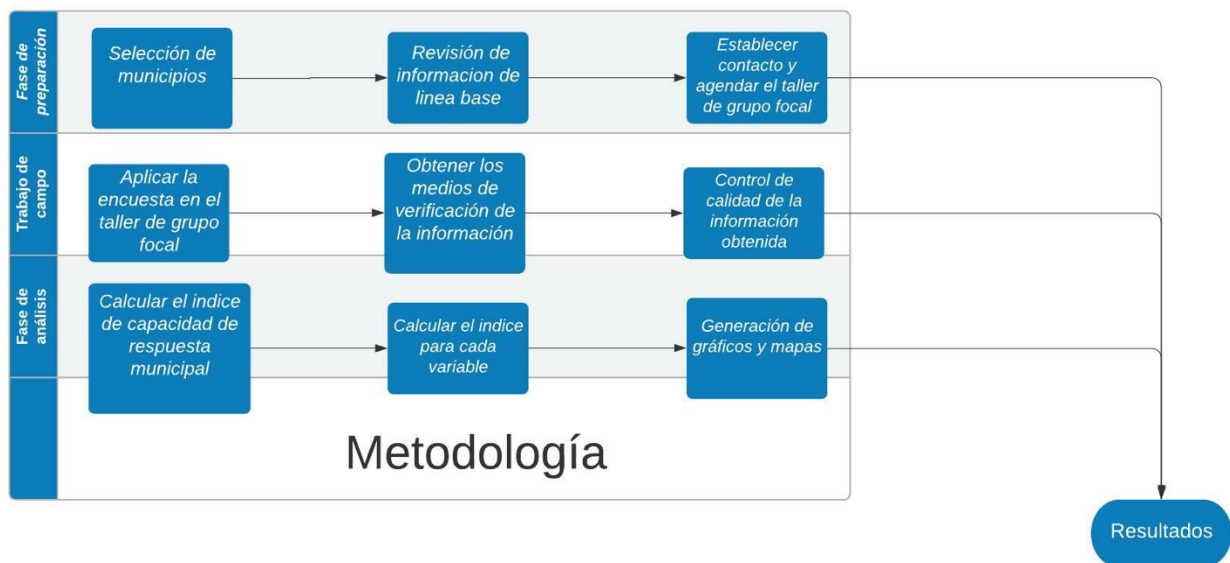 Fase de
preparación
Selección de
municipios
Revisión de
informacion de
linea base
Establecer
contacto y
agendar el taller
de grupo focal
Trabajo de
campo
Aplicar la
encuesta en el
taller de grupo
focal
Obtener los
medios de
verificación de
la información
Control de
calidad de la
información
obtenida
Fase de
análisis
Calcular el indice
de capacidad de
respuesta
municipal
Calcular el indice
para cada
variable
Generación de
gráficos y mapas
Metodología
Resultados